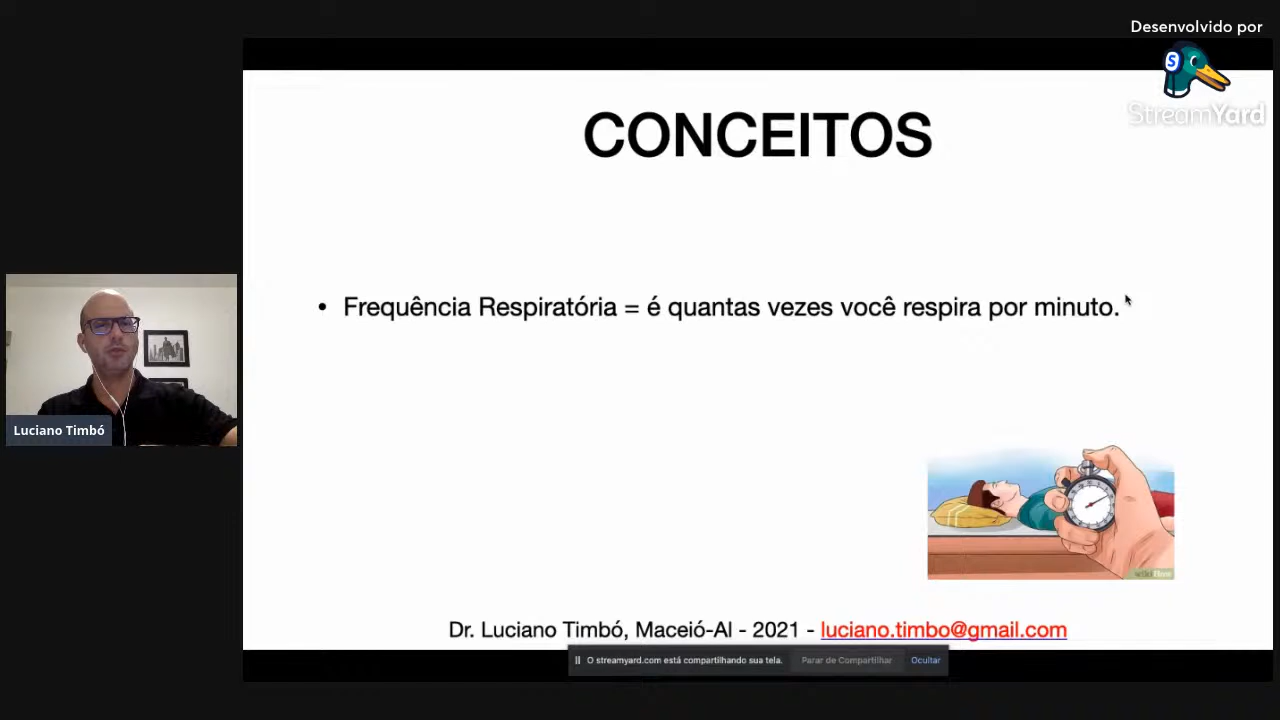 Desenvolvido por
S
StreamYard
CONCEITOS
• Frequência Respiratória = é quantas vezes você respira por minuto.
Luciano Timbó
wikiHow
Dr. Luciano Timbó, Maceió-Al - 2021 - luciano.timbo@gmail.com
O streamyard.com está compartilhando sua tela. Parar de Compartilhar Ocultar